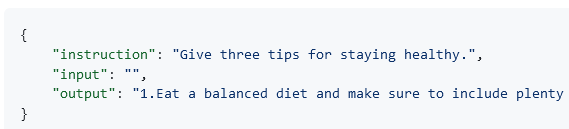 {
"instruction": "Give three tips for staying healthy.",
"input": "",
"output": "1.Eat a balanced diet and make sure to include plenty
}